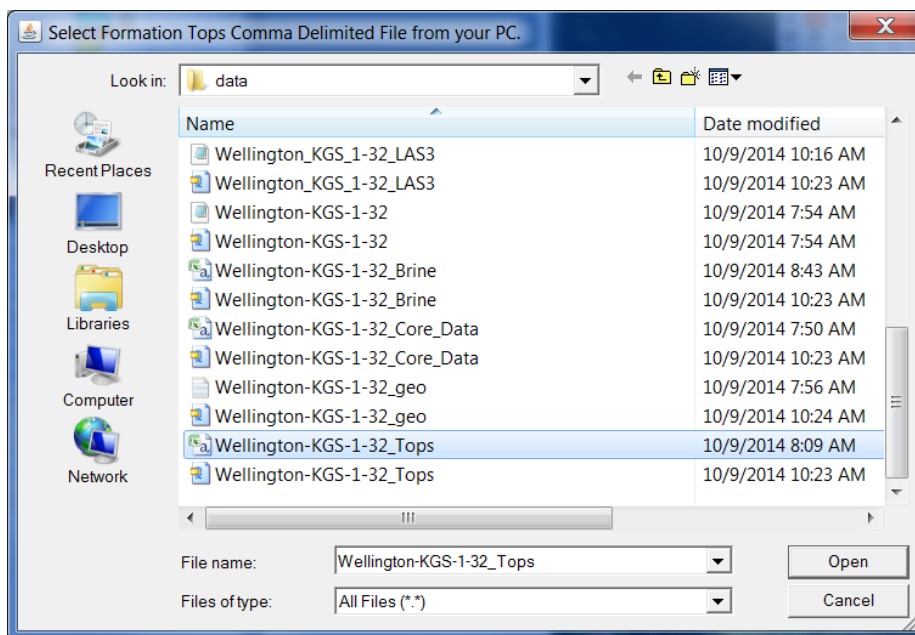 Select Formation Tops Comma Delimited File from your PC.
Look in: data
Name Date modified
Wellington_KGS_1-32_LAS3 10/9/2014 10:16 AM
Wellington_KGS_1-32_LAS3 10/9/2014 10:23 AM
Wellington-KGS-1-32 10/9/2014 7:54 AM
Wellington-KGS-1-32 10/9/2014 7:54 AM
Wellington-KGS-1-32_Brine 10/9/2014 8:43 AM
Wellington-KGS-1-32_Brine 10/9/2014 10:23 AM
Wellington-KGS-1-32_Core_Data 10/9/2014 7:50 AM
Wellington-KGS-1-32_Core_Data 10/9/2014 10:23 AM
Wellington-KGS-1-32_geo 10/9/2014 7:56 AM
Wellington-KGS-1-32_geo 10/9/2014 10:24 AM
Wellington-KGS-1-32_Tops 10/9/2014 8:09 AM
Wellington-KGS-1-32_Tops 10/9/2014 10:23 AM
Recent Places
Desktop
Libraries
Computer
Network
File name: Wellington-KGS-1-32_Tops Open
Files of type: All Files (*.*) Cancel